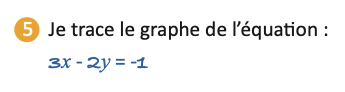 5 Je trace le graphe de l’équation :
3x - 2y = -1